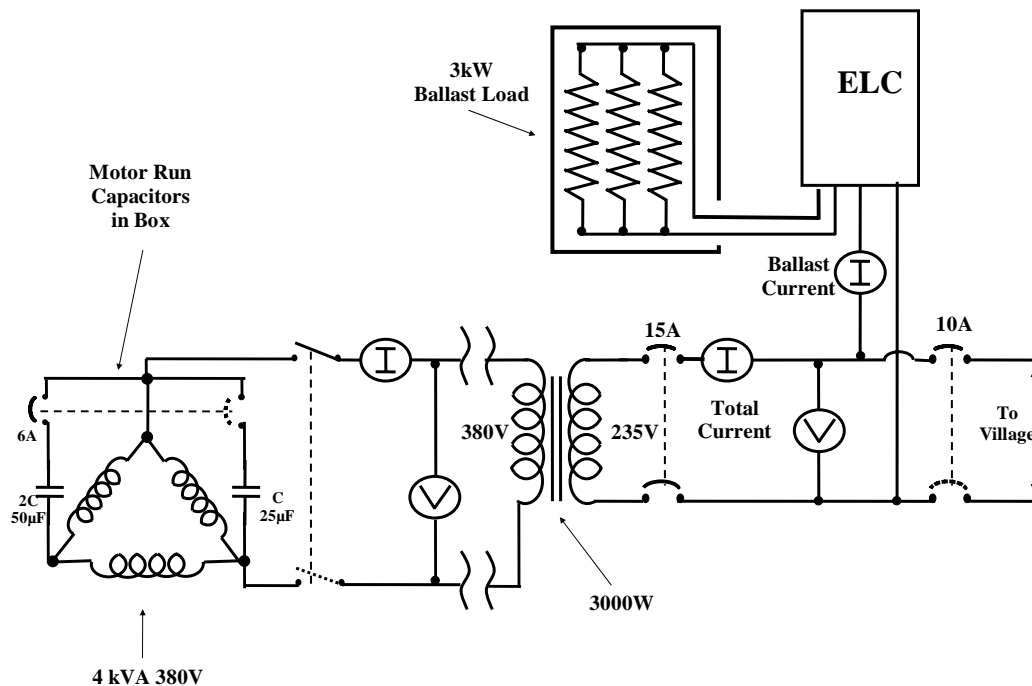 3kW
Ballast Load
ELC
Motor Run
Capacitors
in Box
Ballast
Current
I
15A
10A
I
I
6A
380V
235V
Total
Current
To
Village
V
V
2C
50μF
C
25μF
3000W
4 kVA 380V